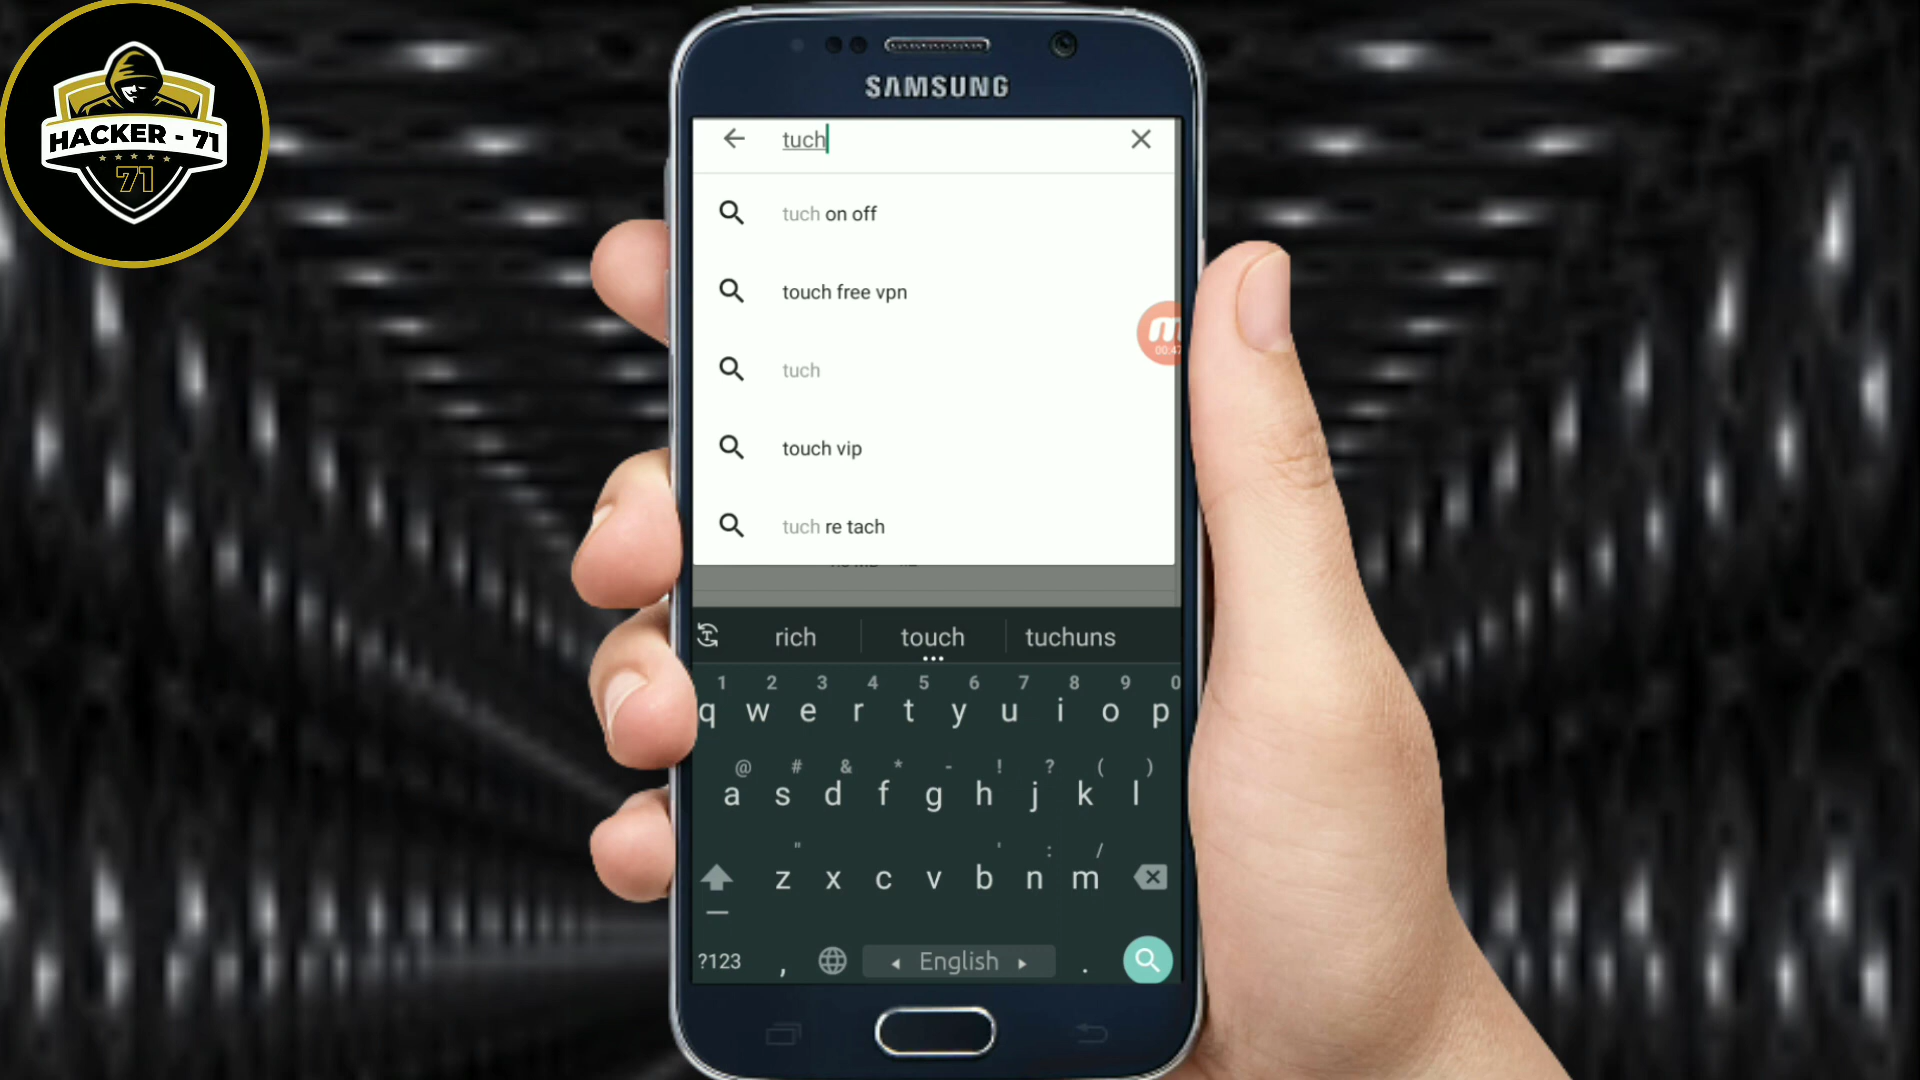 HACKER - 71
71
SAMSUNG
tuch
tuch on off
touch free vpn
tuch
touch vip
tuch re tach
rich touch tuchuns
1 2 3 4 5 6 7 8 9 0
q w e r t y u i o p
@ # & * - ! ? ( )
a s d f g h j k l
" ' : /
z x c v b n m
?123 , English .